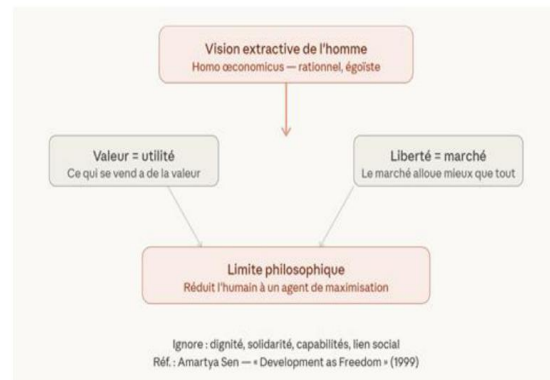 Vision extractive de l'homme
Homo œconomicus — rationnel, égoïste
Valeur = utilité
Ce qui se vend a de la valeur
Liberté = marché
Le marché alloue mieux que tout
Limite philosophique
Réduit l'humain à un agent de maximisation
Ignore : dignité, solidarité, capabilités, lien social
Réf. : Amartya Sen — « Development as Freedom » (1999)